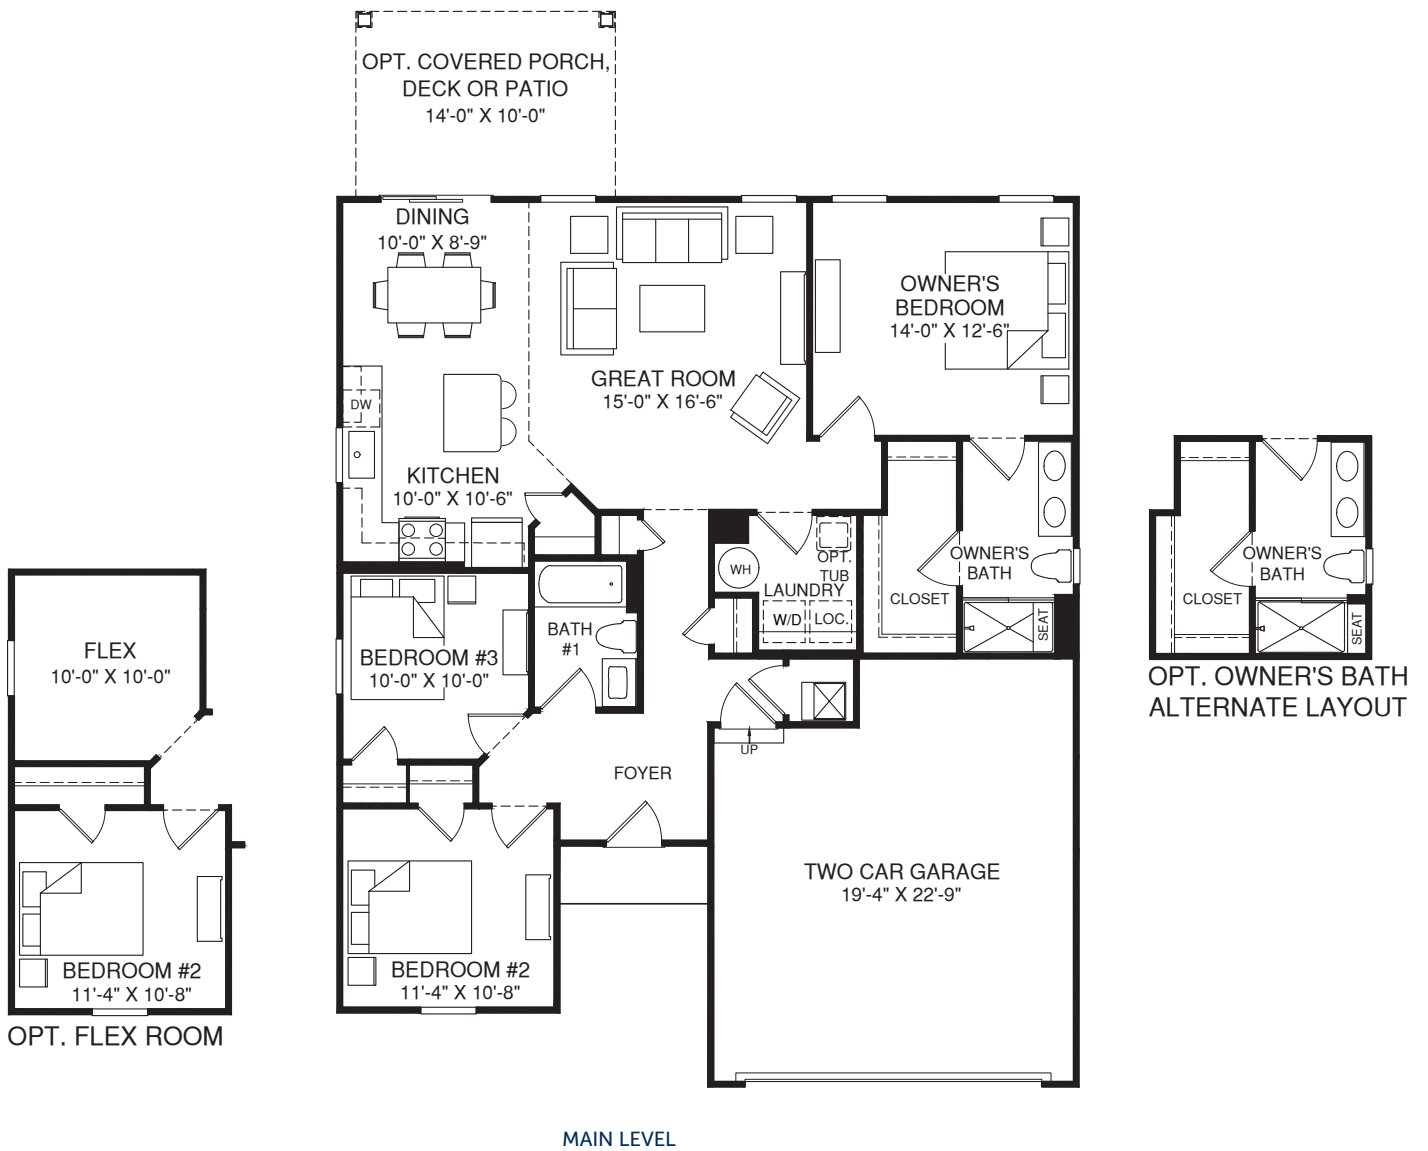 OPT. COVERED PORCH,
DECK OR PATIO
14'-0" X 10'-0"
DINING
10'-0" X 8'-9"
OWNER'S
BEDROOM
14'-0" X 12'-6"
GREAT ROOM
15'-0" X 16'-6"
DW
KITCHEN
10'-0" X 10'-6"
OWNER'S
BATH
CLOSET
SEAT
OPT.
TUB
WH
LAUNDRY
W/D
LOC.
BATH
#1
BEDROOM #3
10'-0" X 10'-0"
UP
FOYER
TWO CAR GARAGE
19'-4" X 22'-9"
BEDROOM #2
11'-4" X 10'-8"
FLEX
10'-0" X 10'-0"
BEDROOM #2
11'-4" X 10'-8"
OPT. FLEX ROOM
OWNER'S
BATH
CLOSET
SEAT
OPT. OWNER'S BATH
ALTERNATE LAYOUT
MAIN LEVEL